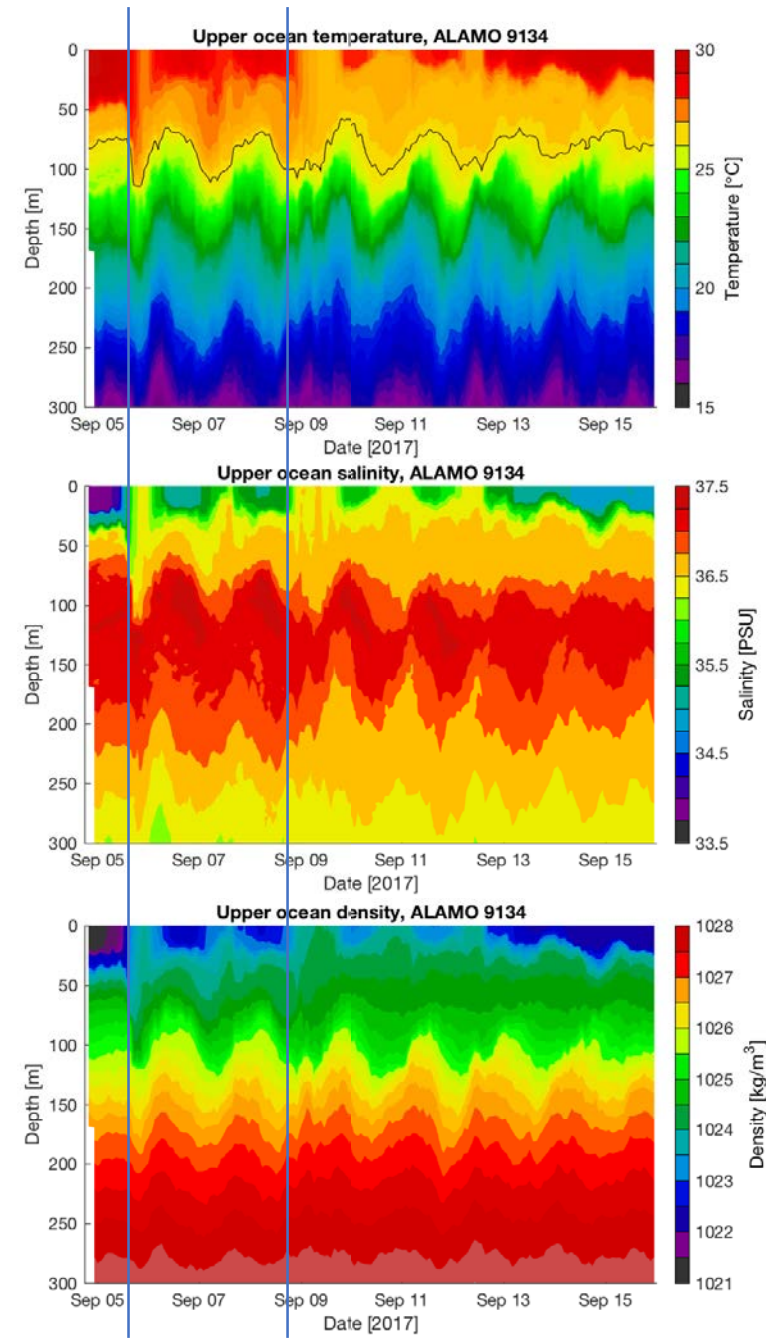 Upper ocean temperature, ALAMO 9134
0
50
100
150
200
250
300
Depth [m]
Sep 05 Sep 07 Sep 09 Sep 11 Sep 13 Sep 15
Date [2017]
30
25
20
15
Temperature [°C]
Upper ocean salinity, ALAMO 9134
0
50
100
150
200
250
300
Depth [m]
Sep 05 Sep 07 Sep 09 Sep 11 Sep 13 Sep 15
Date [2017]
37.5
36.5
35.5
34.5
33.5
Salinity [PSU]
Upper ocean density, ALAMO 9134
0
50
100
150
200
250
300
Depth [m]
Sep 05 Sep 07 Sep 09 Sep 11 Sep 13 Sep 15
Date [2017]
1028
1027
1026
1025
1024
1023
1022
1021
Density [kg/m³]